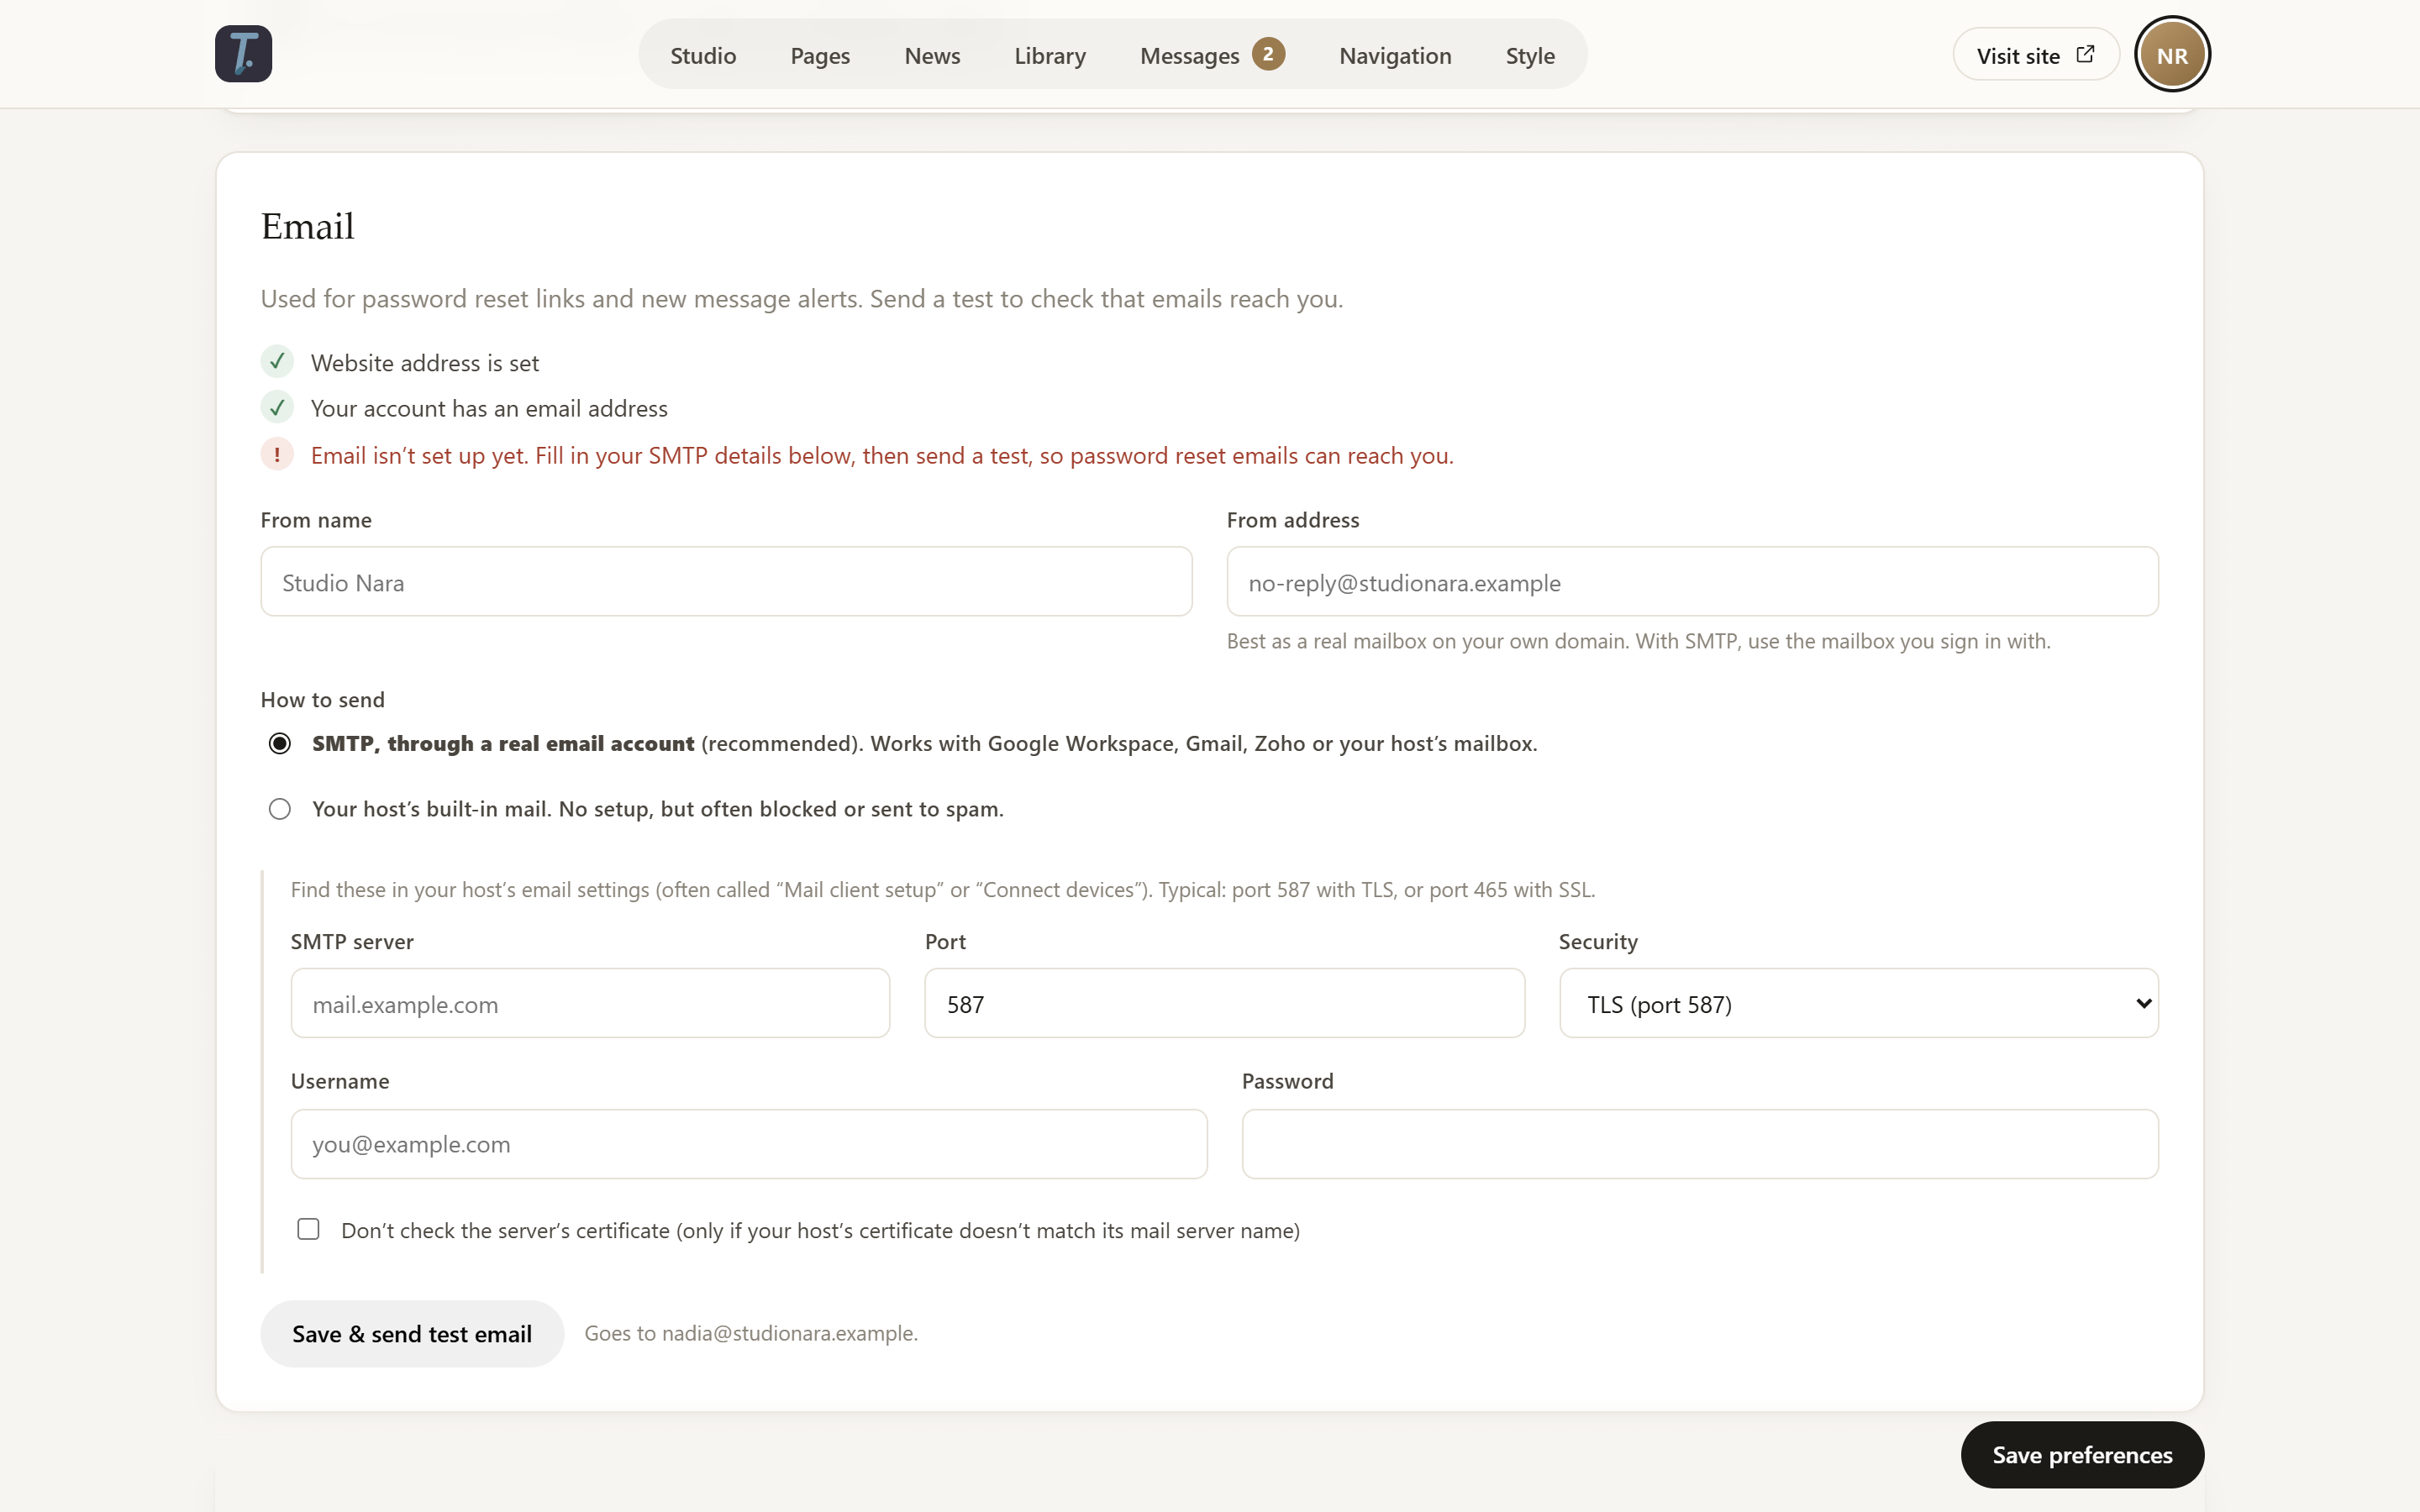 T.
Studio
Pages
News
Library
Messages 2
Navigation
Style
Visit site
NR
Email
Used for password reset links and new message alerts. Send a test to check that emails reach you.
Website address is set
Your account has an email address
! Email isn’t set up yet. Fill in your SMTP details below, then send a test, so password reset emails can reach you.
From name
Studio Nara
From address
no-reply@studionara.example
Best as a real mailbox on your own domain. With SMTP, use the mailbox you sign in with.
How to send
SMTP, through a real email account (recommended). Works with Google Workspace, Gmail, Zoho or your host’s mailbox.
Your host’s built-in mail. No setup, but often blocked or sent to spam.
Find these in your host’s email settings (often called “Mail client setup” or “Connect devices”). Typical: port 587 with TLS, or port 465 with SSL.
SMTP server
mail.example.com
Port
587
Security
TLS (port 587)
Username
you@example.com
Password
Don’t check the server’s certificate (only if your host’s certificate doesn’t match its mail server name)
Save & send test email
Goes to nadia@studionara.example.
Save preferences